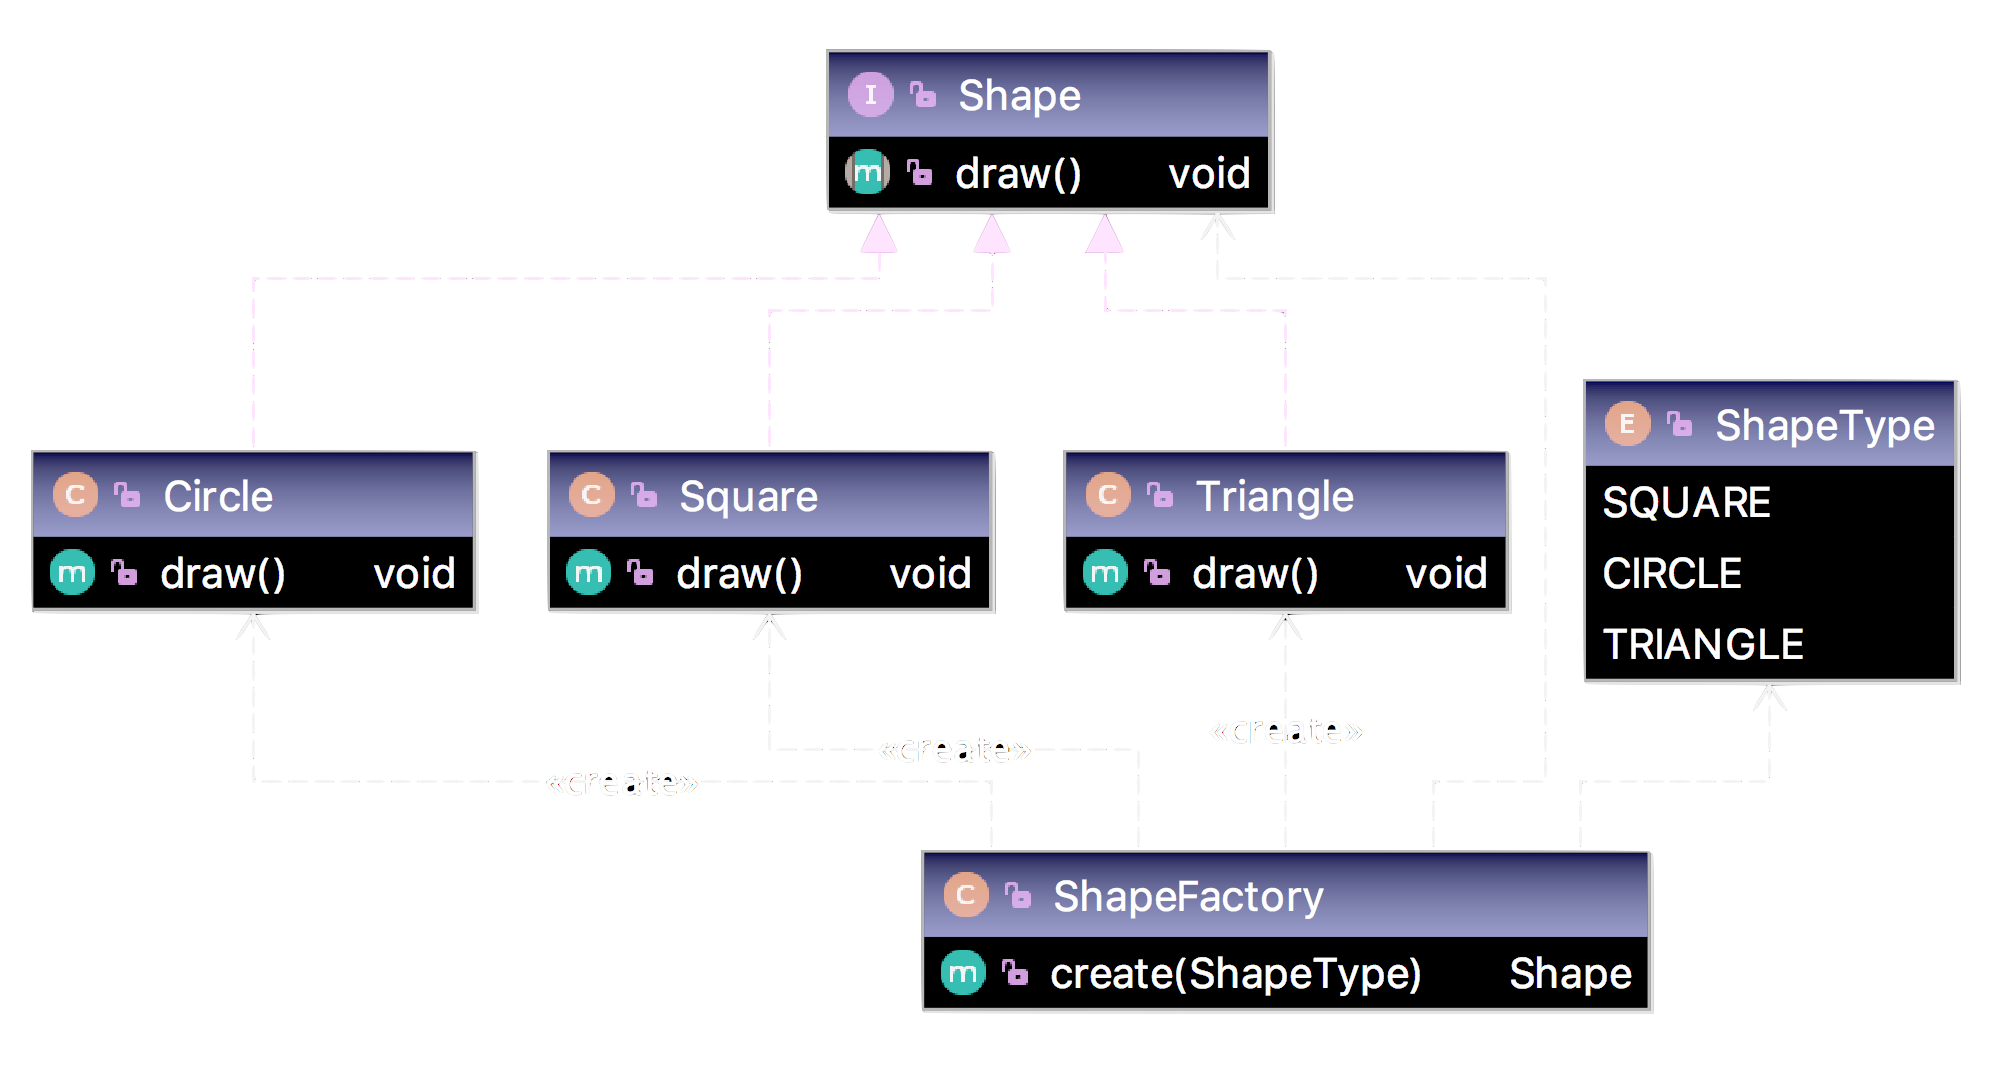 I Shape
m draw() void
C Circle
m draw() void
C Square
m draw() void
C Triangle
m draw() void
E ShapeType
SQUARE
CIRCLE
TRIANGLE
«create»
«create»
«create»
C ShapeFactory
m create(ShapeType) Shape